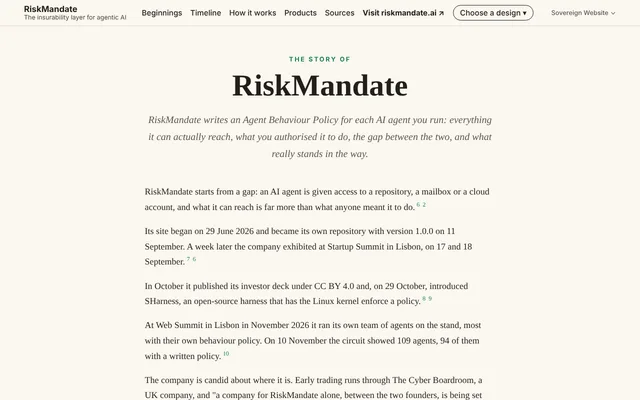 RiskMandate
The insurability layer for agentic AI
Beginnings Timeline How it works Products Sources Visit riskmandate.ai ↗ Choose a design ▾ Sovereign Website ⌄
THE STORY OF
RiskMandate
RiskMandate writes an Agent Behaviour Policy for each AI agent you run: everything
it can actually reach, what you authorised it to do, the gap between the two, and what
really stands in the way.
RiskMandate starts from a gap: an AI agent is given access to a repository, a mailbox or a cloud
account, and what it can reach is far more than what anyone meant it to do. 6 2
Its site began on 29 June 2026 and became its own repository with version 1.0.0 on 11
September. A week later the company exhibited at Startup Summit in Lisbon, on 17 and 18
September. 7 6
In October it published its investor deck under CC BY 4.0 and, on 29 October, introduced
SHarness, an open-source harness that has the Linux kernel enforce a policy. 8 9
At Web Summit in Lisbon in November 2026 it ran its own team of agents on the stand, most
with their own behaviour policy. On 10 November the circuit showed 109 agents, 94 of them
with a written policy. 10
The company is candid about where it is. Early trading runs through The Cyber Boardroom, a
UK company, and "a company for RiskMandate alone, between the two founders, is being set